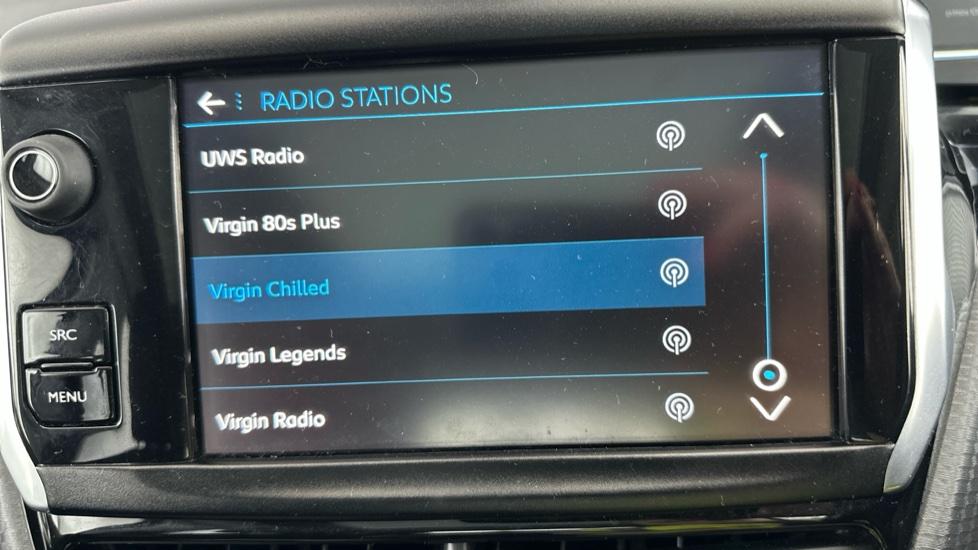 RADIO STATIONS
UWS Radio
Virgin 80s Plus
Virgin Chilled
Virgin Legends
Virgin Radio
SRC
MENU